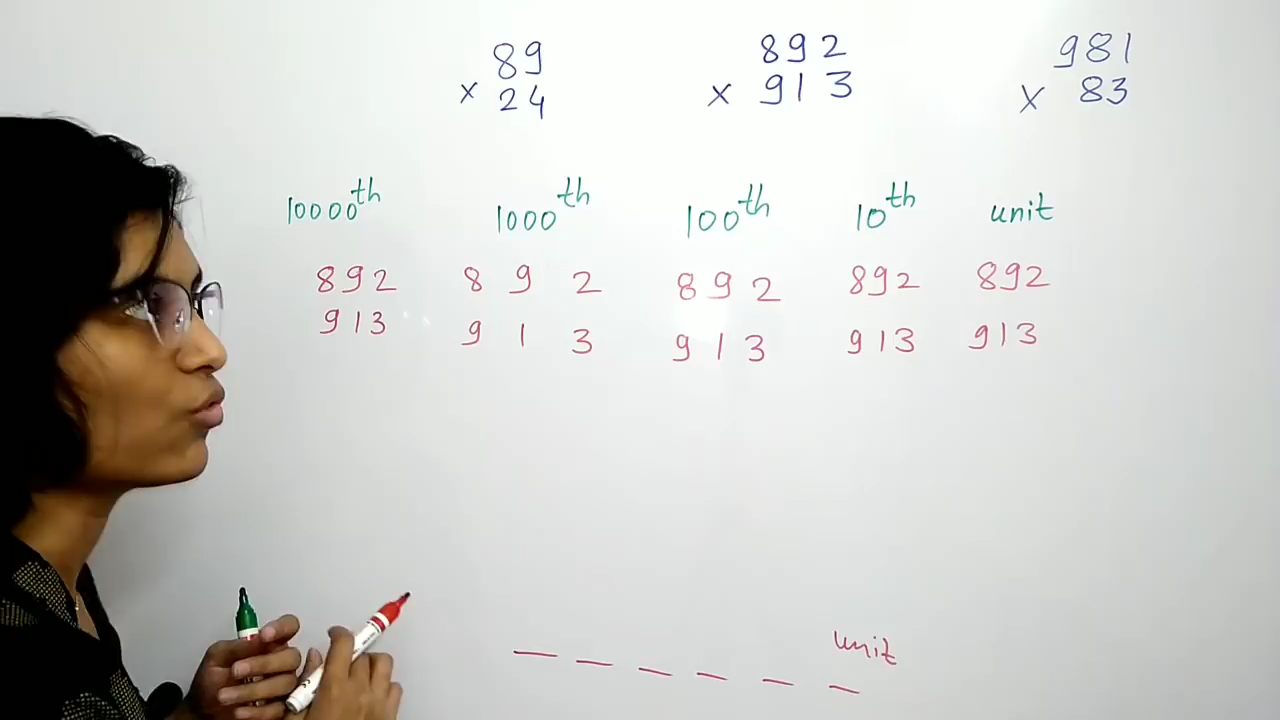 89 892 981
× 24 × 913 × 83
10000th 1000th 100th 10th unit
892 8 9 2 892 892 892
913 9 1 3 913 913 913
unit